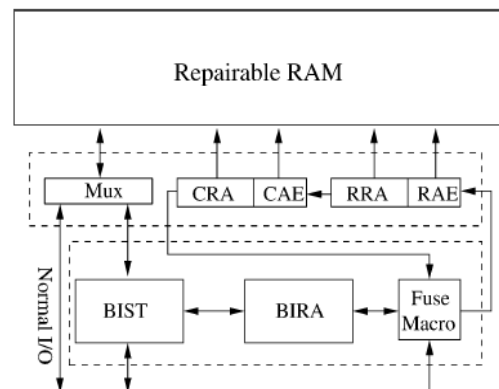 Repairable RAM
Mux
CRA
CAE
RRA
RAE
Normal I/O
BIST
BIRA
Fuse
Macro